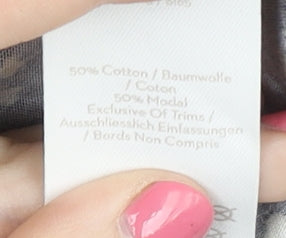 50% Cotton / Baumwolle
/ Coton
50% Modal
Exclusive Of Trims /
Ausschliesslich Einfassungen
/ Bords Non Compris